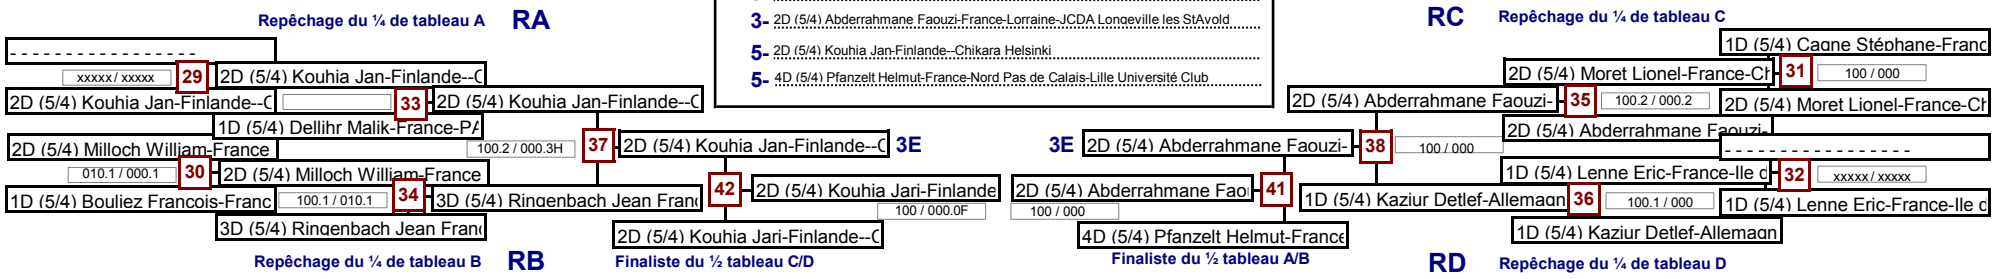 Repêchage du ¼ de tableau A RA
3- 2D (5/4) Abderrahmane Faouzi-France-Lorraine-JCDA Longeville les StAvold
5- 2D (5/4) Kouhia Jan-Finlande--Chikara Helsinki
5- 4D (5/4) Pfanzelt Helmut-France-Nord Pas de Calais-Lille Université Club
RC Repêchage du ¼ de tableau C
- - - - - - - - - - - - - - - - -
xxxxx / xxxxx
29
2D (5/4) Kouhia Jan-Finlande--C
2D (5/4) Kouhia Jan-Finlande--C
33
2D (5/4) Kouhia Jan-Finlande--C
1D (5/4) Dellihr Malik-France-PA
2D (5/4) Milloch William-France
010.1 / 000.1
30
2D (5/4) Milloch William-France
1D (5/4) Bouliez Francois-Franc
100.1 / 010.1
34
3D (5/4) Ringenbach Jean Franç
3D (5/4) Ringenbach Jean Franç
100.2 / 000.3H
37
2D (5/4) Kouhia Jan-Finlande--C
3E
42
2D (5/4) Kouhia Jari-Finlande
100 / 000.0F
2D (5/4) Kouhia Jari-Finlande--C
3E
2D (5/4) Abderrahmane Faouzi-
38
100 / 000
2D (5/4) Abderrahmane Faou
41
100 / 000
4D (5/4) Pfanzelt Helmut-France
2D (5/4) Abderrahmane Faouzi-
35
100.2 / 000.2
2D (5/4) Moret Lionel-France-Ch
31
100 / 000
1D (5/4) Cagne Stéphane-Franc
2D (5/4) Moret Lionel-France-Ch
2D (5/4) Abderrahmane Faouzi-
- - - - - - - - - - - - - - - - -
1D (5/4) Lenne Eric-France-Ile d
32
xxxxx / xxxxx
1D (5/4) Kaziur Detlef-Allemagn
36
100.1 / 000
1D (5/4) Lenne Eric-France-Ile d
1D (5/4) Kaziur Detlef-Allemagn
Repêchage du ¼ de tableau B RB
Finaliste du ½ tableau C/D
Finaliste du ½ tableau A/B
RD Repêchage du ¼ de tableau D